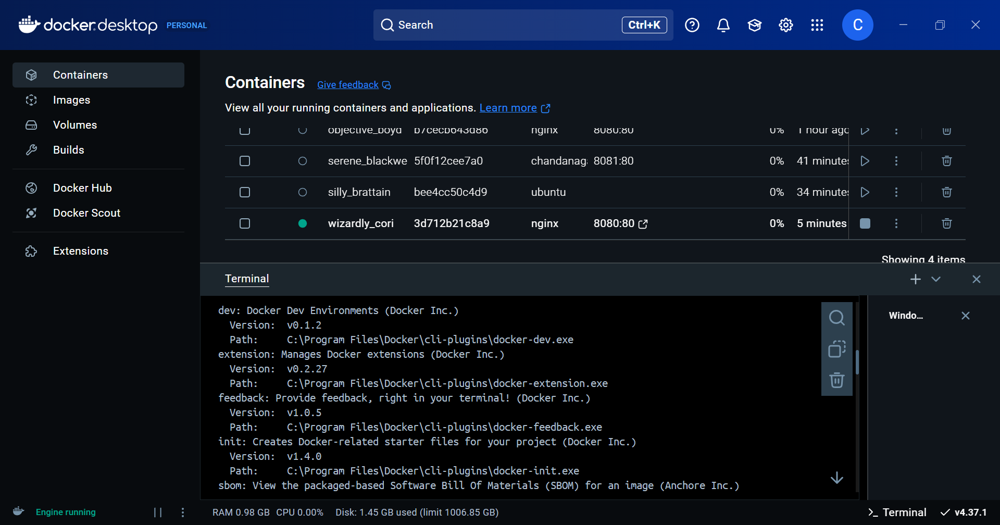 docker desktop PERSONAL
Search Ctrl+K
C
Containers
Images
Volumes
Builds
Docker Hub
Docker Scout
Extensions
Containers Give feedback
View all your running containers and applications. Learn more
objective_boyd b7cecb643d86 nginx 8080:80 0% 1 hour ago
serene_blackwe 5f0f12cee7a0 chandanag 8081:80 0% 41 minutes
silly_brattain bee4cc50c4d9 ubuntu 0% 34 minutes
wizardly_cori 3d712b21c8a9 nginx 8080:80 0% 5 minutes
Showing 4 items
Terminal
dev: Docker Dev Environments (Docker Inc.)
Version: v0.1.2
Path: C:\Program Files\Docker\cli-plugins\docker-dev.exe
extension: Manages Docker extensions (Docker Inc.)
Version: v0.2.27
Path: C:\Program Files\Docker\cli-plugins\docker-extension.exe
feedback: Provide feedback, right in your terminal! (Docker Inc.)
Version: v1.0.5
Path: C:\Program Files\Docker\cli-plugins\docker-feedback.exe
init: Creates Docker-related starter files for your project (Docker Inc.)
Version: v1.4.0
Path: C:\Program Files\Docker\cli-plugins\docker-init.exe
sbom: View the packaged-based Software Bill Of Materials (SBOM) for an image (Anchore Inc.)
Windo...
Engine running
RAM 0.98 GB CPU 0.00% Disk: 1.45 GB used (limit 1006.85 GB)
>_ Terminal v4.37.1